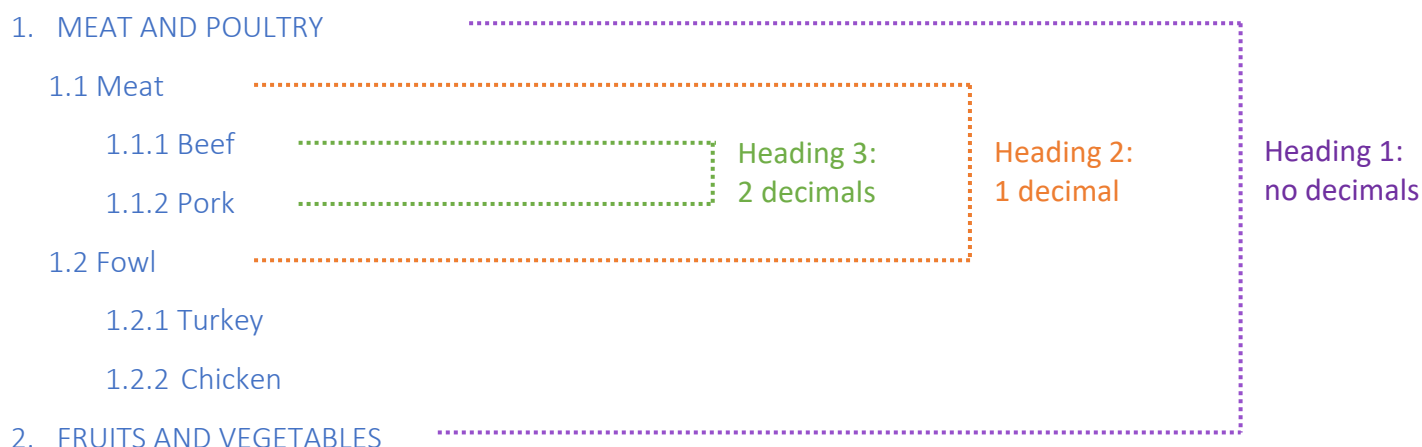 1. MEAT AND POULTRY
1.1 Meat
1.1.1 Beef
1.1.2 Pork
1.2 Fowl
1.2.1 Turkey
1.2.2 Chicken
2. FRUITS AND VEGETABLES
Heading 3:
2 decimals
Heading 2:
1 decimal
Heading 1:
no decimals